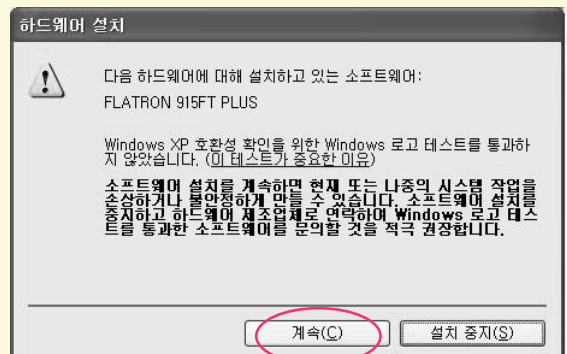 하드웨어 설치
다음 하드웨어에 대해 설치하고 있는 소프트웨어:
FLATRON 915FT PLUS
Windows XP 호환성 확인을 위한 Windows 로고 테스트를 통과하
지 않았습니다. (이 테스트가 중요한 이유)
소프트웨어 설치를 계속하면 현재 또는 나중의 시스템 작업을
손상하거나 불안정하게 만들 수 있습니다. 소프트웨어 설치를
중지하고 하드웨어 제조업체로 연락하여 Windows 로고 테스
트를 통과한 소프트웨어를 문의할 것을 적극 권장합니다.
계속(C) 설치 중지(S)